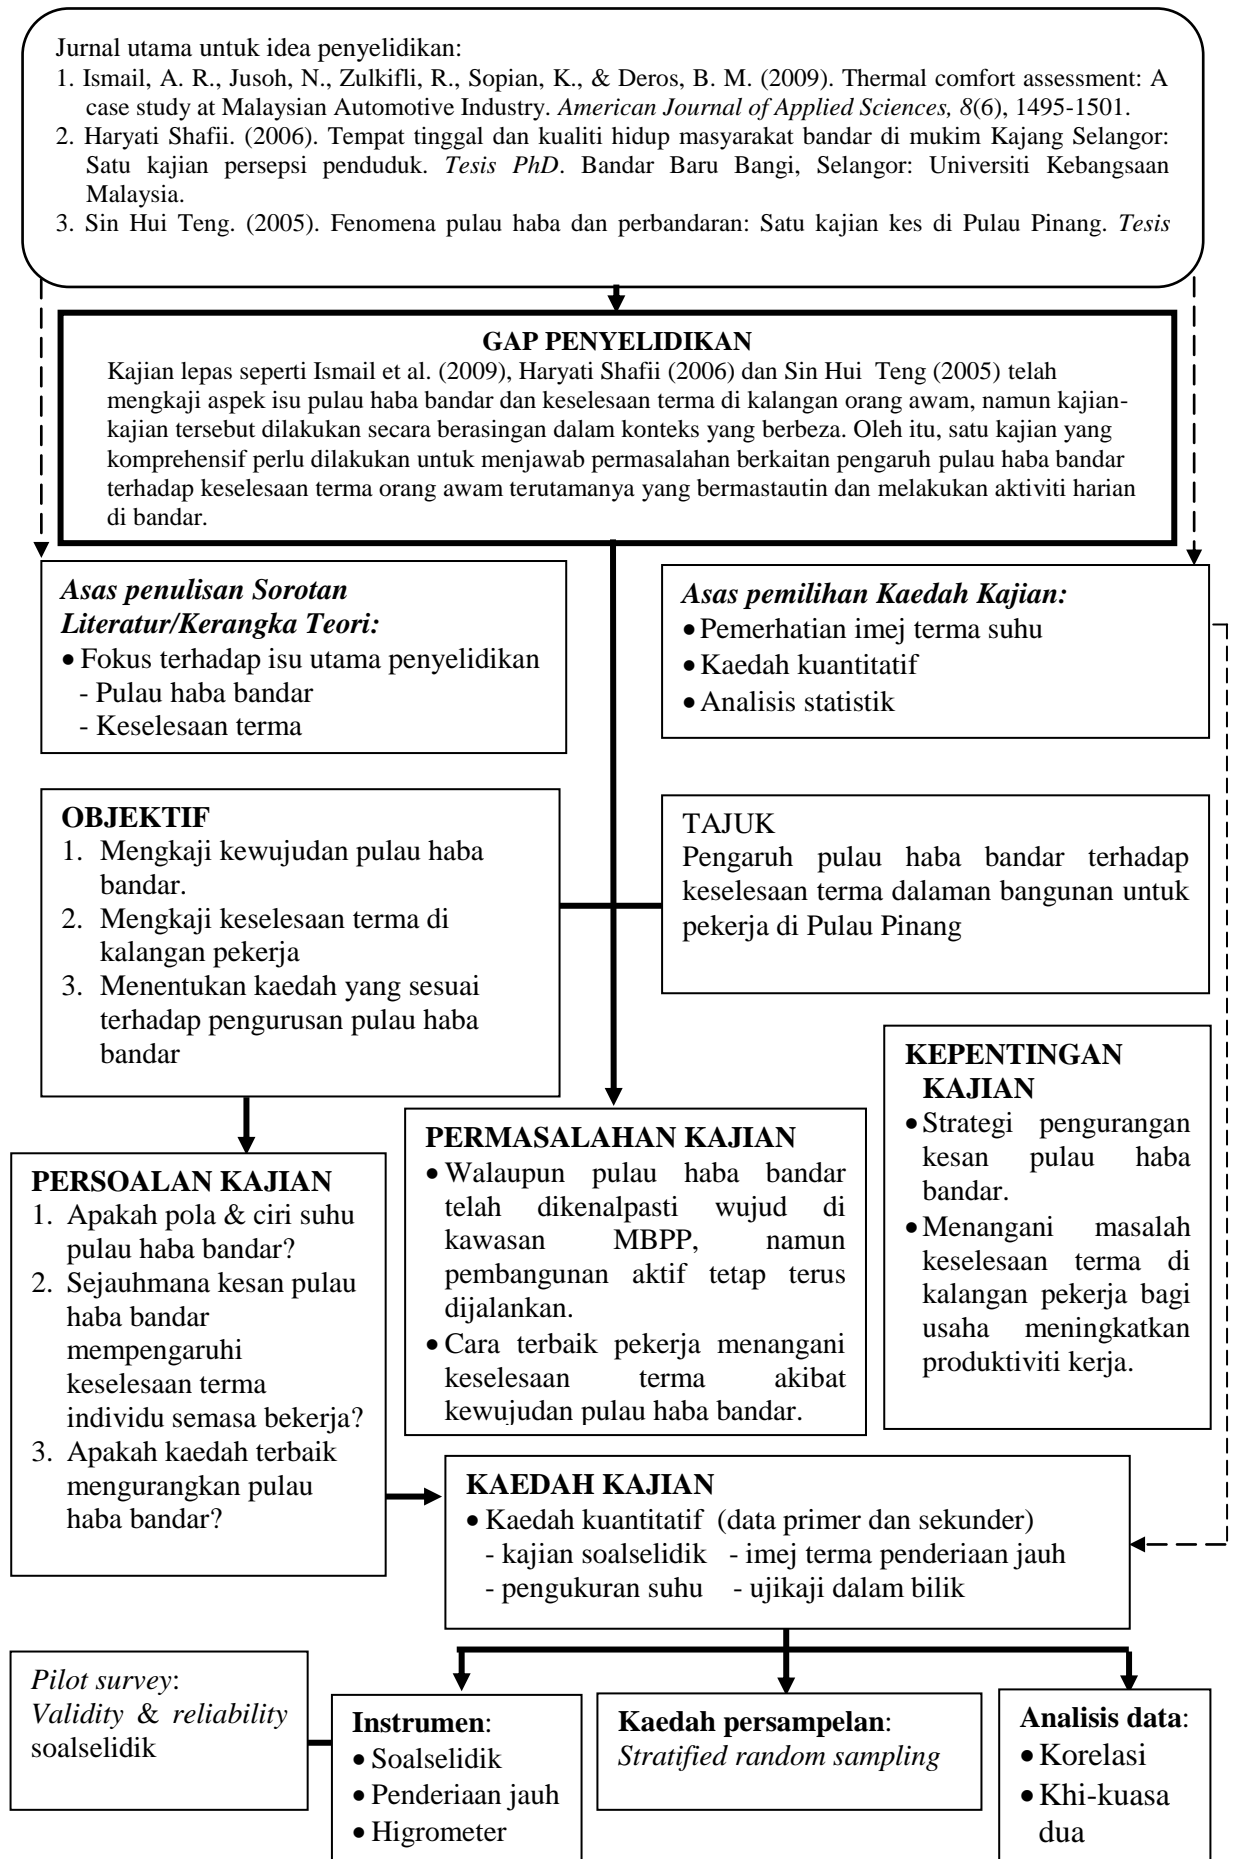 Jurnal utama untuk idea penyelidikan:
1. Ismail, A. R., Jusoh, N., Zulkifli, R., Sopian, K., & Deros, B. M. (2009). Thermal comfort assessment: A
case study at Malaysian Automotive Industry. American Journal of Applied Sciences, 8(6), 1495-1501.
2. Haryati Shafii. (2006). Tempat tinggal dan kualiti hidup masyarakat bandar di mukim Kajang Selangor:
Satu kajian persepsi penduduk. Tesis PhD. Bandar Baru Bangi, Selangor: Universiti Kebangsaan
Malaysia.
3. Sin Hui Teng. (2005). Fenomena pulau haba dan perbandaran: Satu kajian kes di Pulau Pinang. Tesis
GAP PENYELIDIKAN
Kajian lepas seperti Ismail et al. (2009), Haryati Shafii (2006) dan Sin Hui Teng (2005) telah
mengkaji aspek isu pulau haba bandar dan keselesaan terma di kalangan orang awam, namun kajian-
kajian tersebut dilakukan secara berasingan dalam konteks yang berbeza. Oleh itu, satu kajian yang
komprehensif perlu dilakukan untuk menjawab permasalahan berkaitan pengaruh pulau haba bandar
terhadap keselesaan terma orang awam terutamanya yang bermastautin dan melakukan aktiviti harian
di bandar.
Asas penulisan Sorotan
Literatur/Kerangka Teori:
• Fokus terhadap isu utama penyelidikan
- Pulau haba bandar
- Keselesaan terma
Asas pemilihan Kaedah Kajian:
• Pemerhatian imej terma suhu
• Kaedah kuantitatif
• Analisis statistik
OBJEKTIF
1. Mengkaji kewujudan pulau haba
bandar.
2. Mengkaji keselesaan terma di
kalangan pekerja
3. Menentukan kaedah yang sesuai
terhadap pengurusan pulau haba
bandar
TAJUK
Pengaruh pulau haba bandar terhadap
keselesaan terma dalaman bangunan untuk
pekerja di Pulau Pinang
KEPENTINGAN
KAJIAN
• Strategi pengurangan
kesan pulau haba
bandar.
• Menangani masalah
keselesaan terma di
kalangan pekerja bagi
usaha meningkatkan
produktiviti kerja.
PERMASALAHAN KAJIAN
• Walaupun pulau haba bandar
telah dikenalpasti wujud di
kawasan MBPP, namun
pembangunan aktif tetap terus
dijalankan.
• Cara terbaik pekerja menangani
keselesaan terma akibat
kewujudan pulau haba bandar.
PERSOALAN KAJIAN
1. Apakah pola & ciri suhu
pulau haba bandar?
2. Sejauhmana kesan pulau
haba bandar
mempengaruhi
keselesaan terma
individu semasa bekerja?
3. Apakah kaedah terbaik
mengurangkan pulau
haba bandar?
KAEDAH KAJIAN
• Kaedah kuantitatif (data primer dan sekunder)
- kajian soalselidik - imej terma penderiaan jauh
- pengukuran suhu - ujikaji dalam bilik
Pilot survey:
Validity & reliability
soalselidik
Instrumen:
• Soalselidik
• Penderiaan jauh
• Higrometer
Kaedah persampelan:
Stratified random sampling
Analisis data:
• Korelasi
• Khi-kuasa
dua